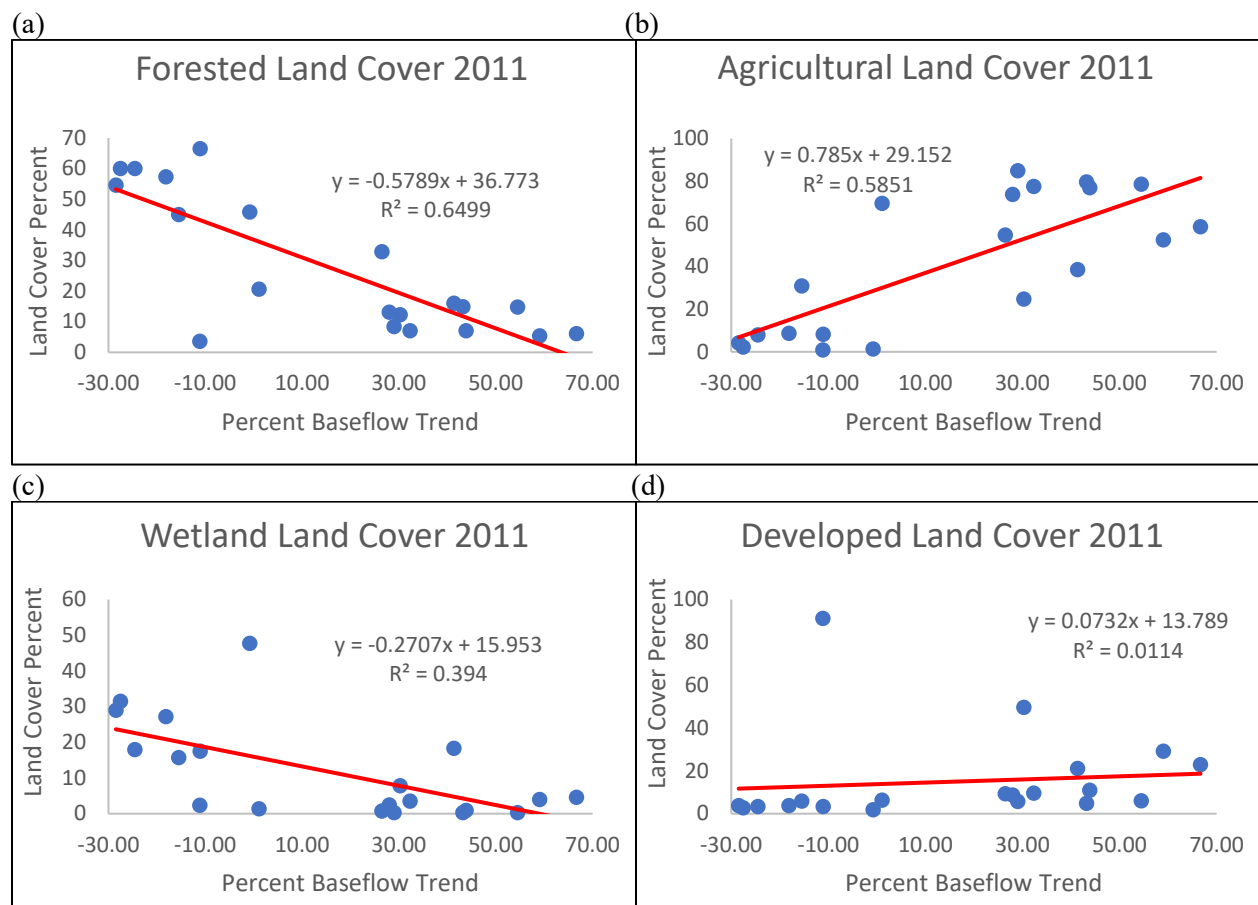 (a)
Forested Land Cover 2011
Land Cover Percent
70
60
50
40
30
20
10
0
y = -0.5789x + 36.773
R² = 0.6499
-30.00 -10.00 10.00 30.00 50.00 70.00
Percent Baseflow Trend
(b)
Agricultural Land Cover 2011
Land Cover Percent
100
80
60
40
20
0
y = 0.785x + 29.152
R² = 0.5851
-30.00 -10.00 10.00 30.00 50.00 70.00
Percent Baseflow Trend
(c)
Wetland Land Cover 2011
Land Cover Percent
60
50
40
30
20
10
0
y = -0.2707x + 15.953
R² = 0.394
-30.00 -10.00 10.00 30.00 50.00 70.00
Percent Baseflow Trend
(d)
Developed Land Cover 2011
Land Cover Percent
100
80
60
40
20
0
y = 0.0732x + 13.789
R² = 0.0114
-30.00 -10.00 10.00 30.00 50.00 70.00
Percent Baseflow Trend